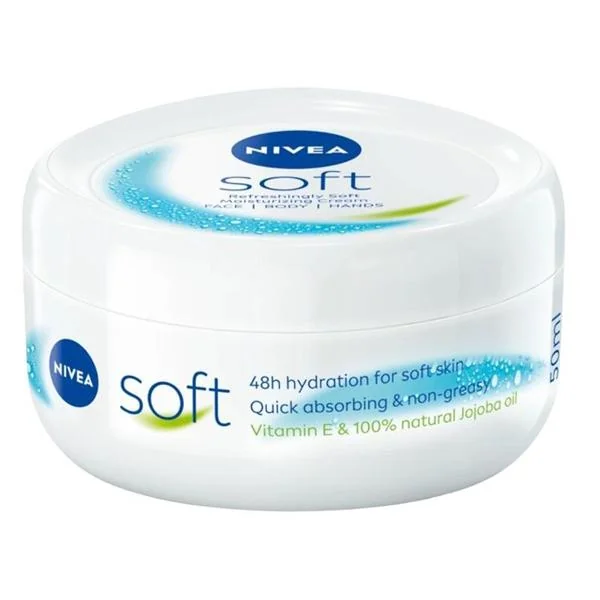 NIVEA
soft
Refreshingly Soft
Moisturizing Cream
FACE | BODY | HANDS
NIVEA
soft
48h hydration for soft skin
Quick absorbing & non-greasy
Vitamin E & 100% natural Jojoba oil
50ml